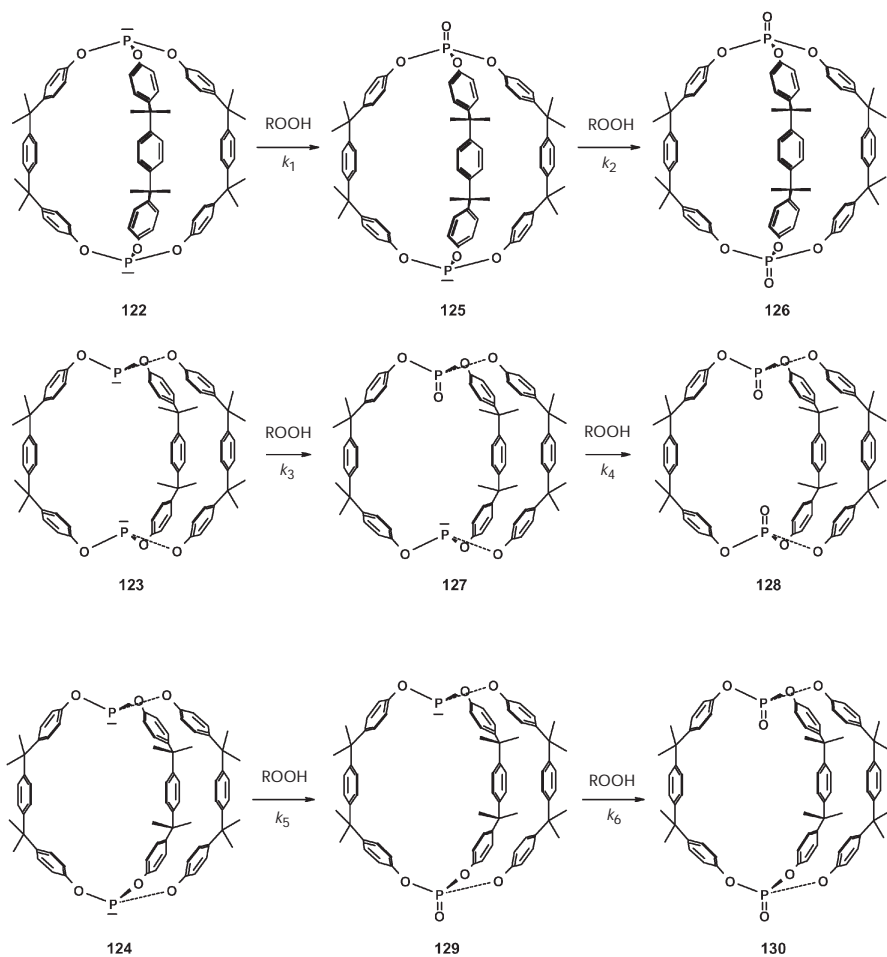 P O O O
O P O O O
O P O O O
ROOH
k1
ROOH
k2
O O O P
O O O P
O O O P O
122
125
126
O P O O
O P O O O
O P O O O
ROOH
k3
ROOH
k4
O P O O
O P O O
O O P O O
123
127
128
O P O O
O P O O
O P O O O
ROOH
k5
ROOH
k6
O P O O
O P O O O
O P O O O
124
129
130